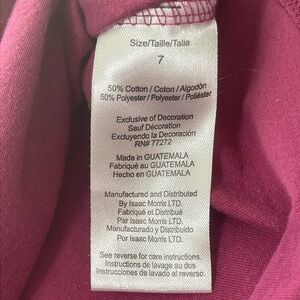 Size/Taille/Talla
7
50% Cotton / Coton / Algodón
50% Polyester / Polyester / Poliéster
Exclusive of Decoration
Sauf Décoration
Excluyendo la Decoración
RN# 77272
Made in GUATEMALA
Fabriqué au GUATEMALA
Hecho en GUATEMALA
Manufactured and Distributed
By Isaac Morris LTD.
Fabriqué et Distribué
Par Isaac Morris LTD.
Manufacturado y Distribuido
Por Isaac Morris LTD.
See reverse for care instructions.
Instructions de lavage au dos
Instrucciones de lavado al reverso.